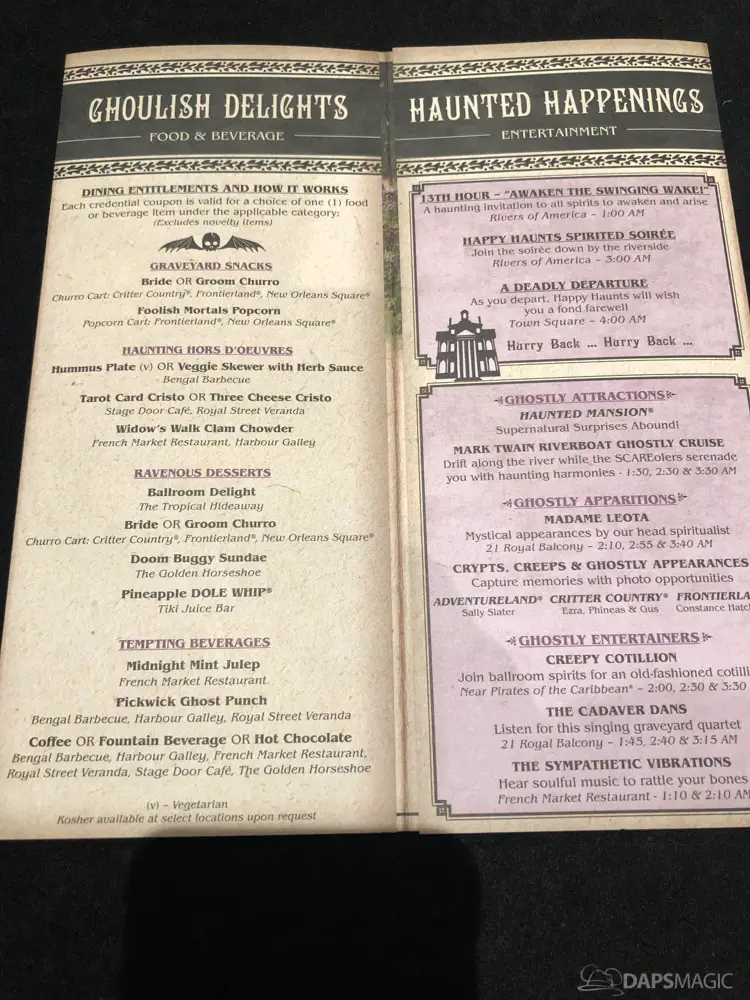 GHOULISH DELIGHTS
FOOD & BEVERAGE
DINING ENTITLEMENTS AND HOW IT WORKS
Each credential coupon is valid for a choice of one (1) food
or beverage item under the applicable category:
(Excludes novelty items)
GRAVEYARD SNACKS
Bride OR Groom Churro
Churro Cart: Critter Country®, Frontierland®, New Orleans Square®
Foolish Mortals Popcorn
Popcorn Cart: Frontierland®, New Orleans Square®
HAUNTING HORS D'OEUVRES
Hummus Plate (v) OR Veggie Skewer with Herb Sauce
Bengal Barbecue
Tarot Card Cristo OR Three Cheese Cristo
Stage Door Café, Royal Street Veranda
Widow's Walk Clam Chowder
French Market Restaurant, Harbour Galley
RAVENOUS DESSERTS
Ballroom Delight
The Tropical Hideaway
Bride OR Groom Churro
Churro Cart: Critter Country®, Frontierland®, New Orleans Square®
Doom Buggy Sundae
The Golden Horseshoe
Pineapple DOLE WHIP®
Tiki Juice Bar
TEMPTING BEVERAGES
Midnight Mint Julep
French Market Restaurant
Pickwick Ghost Punch
Bengal Barbecue, Harbour Galley, Royal Street Veranda
Coffee OR Fountain Beverage OR Hot Chocolate
Bengal Barbecue, Harbour Galley, French Market Restaurant,
Royal Street Veranda, Stage Door Café, The Golden Horseshoe
(v) – Vegetarian
Kosher available at select locations upon request
HAUNTED HAPPENINGS
ENTERTAINMENT
13TH HOUR – "AWAKEN THE SWINGING WAKE!"
A haunting invitation to all spirits to awaken and arise
Rivers of America – 1:00 AM
HAPPY HAUNTS SPIRITED SOIRÉE
Join the soirée down by the riverside
Rivers of America – 3:00 AM
A DEADLY DEPARTURE
As you depart, Happy Haunts will wish
you a fond farewell
Town Square – 4:00 AM
Hurry Back ... Hurry Back ...
GHOSTLY ATTRACTIONS
HAUNTED MANSION®
Supernatural Surprises Abound!
MARK TWAIN RIVERBOAT GHOSTLY CRUISE
Drift along the river while the SCAREolers serenade
you with haunting harmonies - 1:30, 2:30 & 3:30 AM
GHOSTLY APPARITIONS
MADAME LEOTA
Mystical appearances by our head spiritualist
21 Royal Balcony – 2:10, 2:55 & 3:40 AM
CRYPTS, CREEPS & GHOSTLY APPEARANCES
Capture memories with photo opportunities
ADVENTURELAND® CRITTER COUNTRY® FRONTIERLA
Sally Slater Ezra, Phineas & Gus Constance Hatc
GHOSTLY ENTERTAINERS
CREEPY COTILLION
Join ballroom spirits for an old-fashioned cotilli
Near Pirates of the Caribbean® – 2:00, 2:30 & 3:30
THE CADAVER DANS
Listen for this singing graveyard quartet
21 Royal Balcony – 1:45, 2:40 & 3:15 AM
THE SYMPATHETIC VIBRATIONS
Hear soulful music to rattle your bones
French Market Restaurant - 1:10 & 2:10 AM
DAPSMAGIC